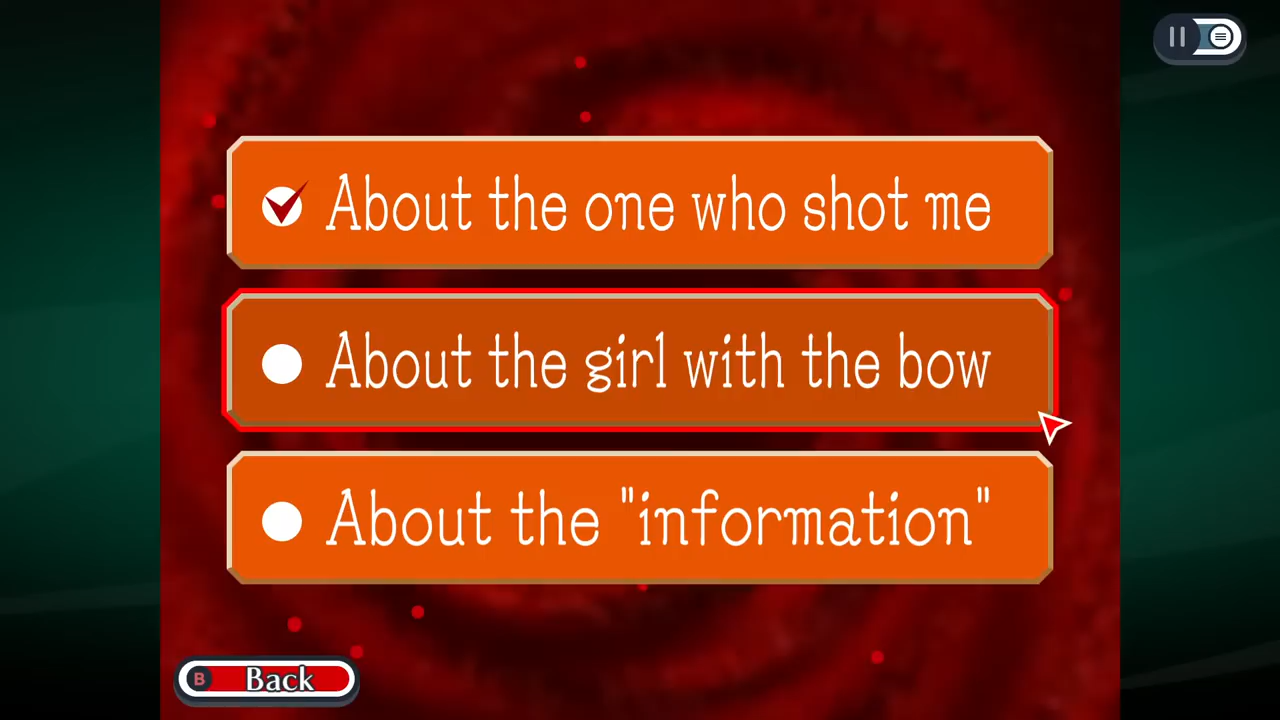 About the one who shot me
About the girl with the bow
About the "information"
B Back